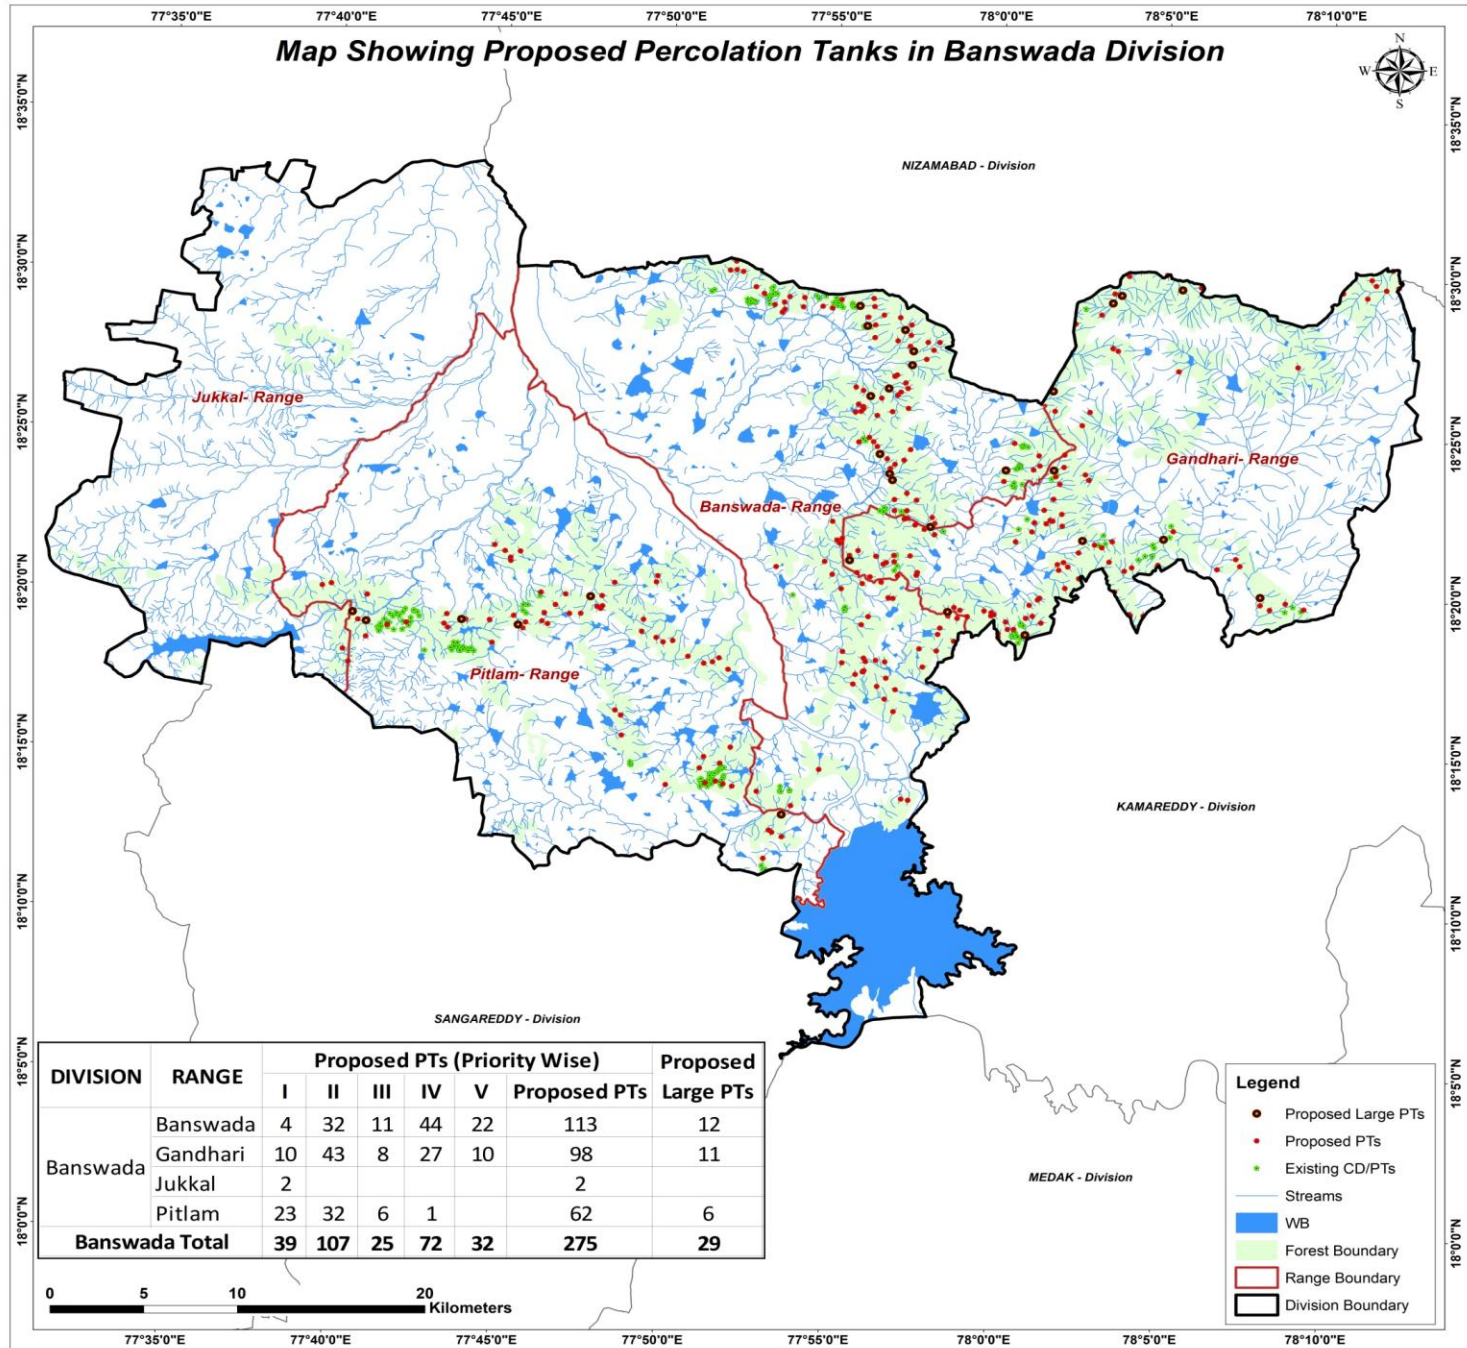 77°35'0"E 77°40'0"E 77°45'0"E 77°50'0"E 77°55'0"E 78°0'0"E 78°5'0"E 78°10'0"E
Map Showing Proposed Percolation Tanks in Banswada Division
N
W E
S
18°35'0"N 18°35'0"N
NIZAMABAD - Division
18°30'0"N 18°30'0"N
Jukkal- Range
18°25'0"N 18°25'0"N
Gandhari- Range
Banswada- Range
18°20'0"N 18°20'0"N
Pitlam- Range
18°15'0"N 18°15'0"N
KAMAREDDY - Division
18°10'0"N 18°10'0"N
SANGAREDDY - Division
18°5'0"N 18°5'0"N
DIVISION RANGE Proposed PTs (Priority Wise) Proposed
I II III IV V Proposed PTs Large PTs
Banswada 4 32 11 44 22 113 12
Banswada Gandhari 10 43 8 27 10 98 11
Jukkal 2 2
Pitlam 23 32 6 1 62 6
Banswada Total 39 107 25 72 32 275 29
MEDAK - Division
18°0'0"N 18°0'0"N
Legend
Proposed Large PTs
Proposed PTs
Existing CD/PTs
Streams
WB
Forest Boundary
Range Boundary
Division Boundary
0 5 10 20
Kilometers
77°35'0"E 77°40'0"E 77°45'0"E 77°50'0"E 77°55'0"E 78°0'0"E 78°5'0"E 78°10'0"E